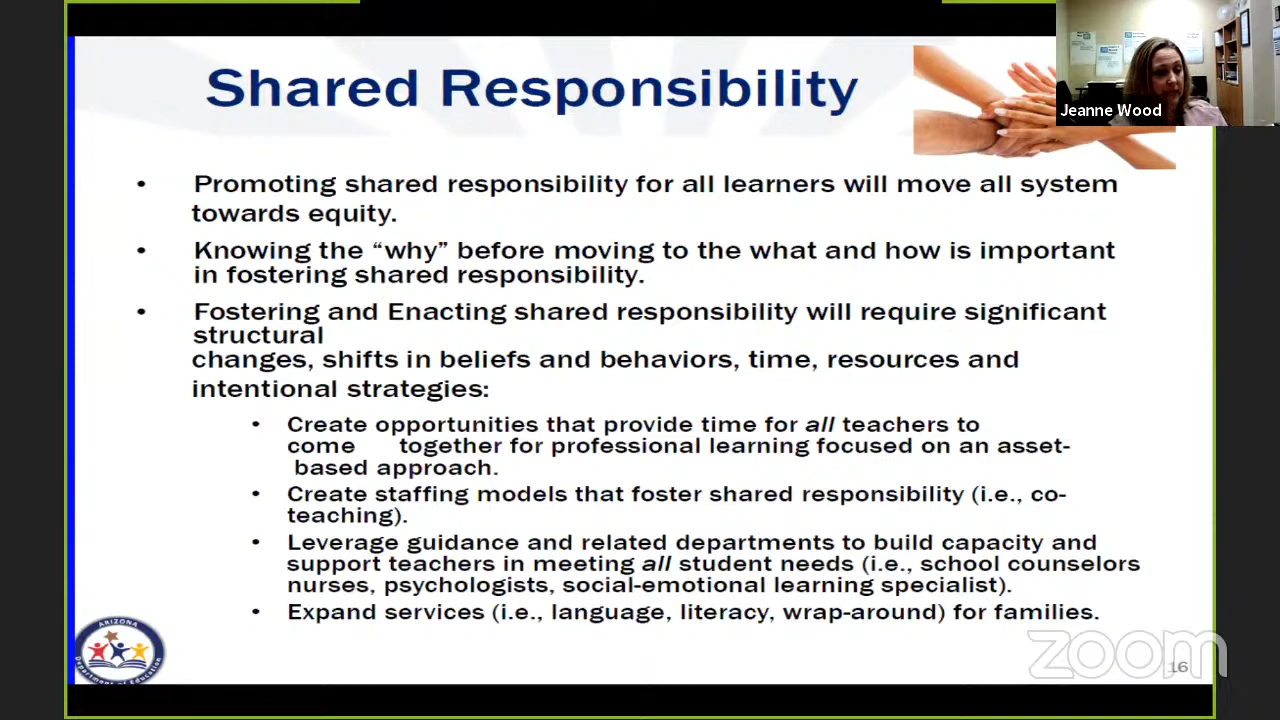 Shared Responsibility
Jeanne Wood
• Promoting shared responsibility for all learners will move all system
towards equity.
• Knowing the “why” before moving to the what and how is important
in fostering shared responsibility.
• Fostering and Enacting shared responsibility will require significant
structural
changes, shifts in beliefs and behaviors, time, resources and
intentional strategies:
• Create opportunities that provide time for all teachers to
come together for professional learning focused on an asset-
based approach.
• Create staffing models that foster shared responsibility (i.e., co-
teaching).
• Leverage guidance and related departments to build capacity and
support teachers in meeting all student needs (i.e., school counselors
nurses, psychologists, social-emotional learning specialist).
• Expand services (i.e., language, literacy, wrap-around) for families.
ARIZONA
Department of Education
zoom
16